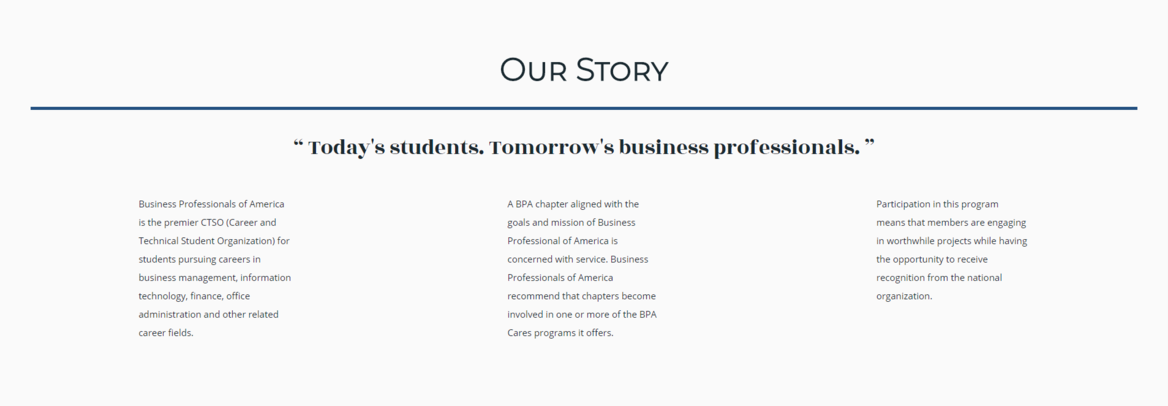 Our Story
“ Today's students. Tomorrow's business professionals. ”
Business Professionals of America
is the premier CTSO (Career and
Technical Student Organization) for
students pursuing careers in
business management, information
technology, finance, office
administration and other related
career fields.
A BPA chapter aligned with the
goals and mission of Business
Professional of America is
concerned with service. Business
Professionals of America
recommend that chapters become
involved in one or more of the BPA
Cares programs it offers.
Participation in this program
means that members are engaging
in worthwhile projects while having
the opportunity to receive
recognition from the national
organization.